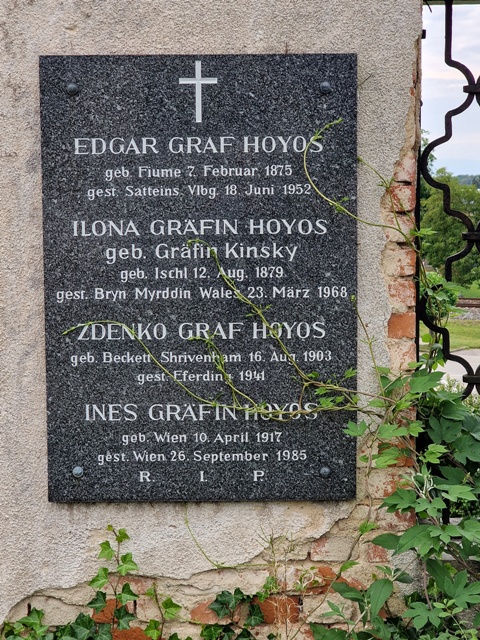 EDGAR GRAF HOYOS
geb. Fiume 7. Februar 1875
gest. Satteins. Vlbg. 18. Juni 1952
ILONA GRÄFIN HOYOS
geb. Gräfin Kinsky
geb. Ischl 12. Aug. 1879
gest. Bryn Myrddin Wales 23. März 1968
ZDENKO GRAF HOYOS
geb. Beckett Shrivenham 16. Aug. 1903
gest. Eferding 1941
INES GRÄFIN HOYOS
geb. Wien 10. April 1917
gest. Wien 26. September 1985
R. I. P.